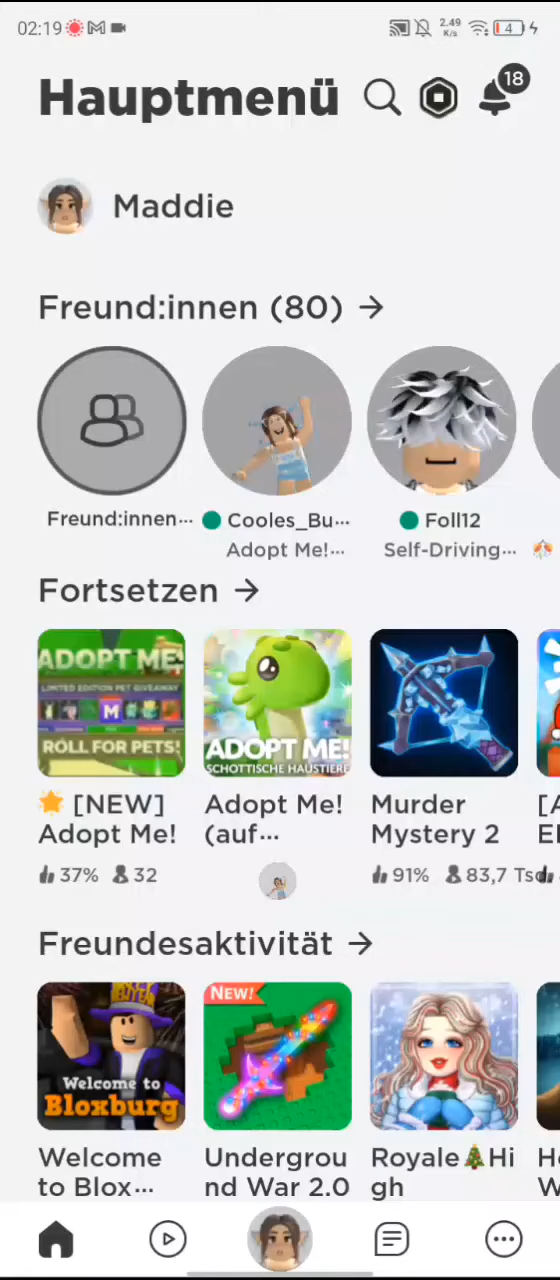 02:19
2.49 K/s
4
Hauptmenü
18
Maddie
Freund:innen (80)
Freund:innen...
Cooles_Bu...
Foll12
Adopt Me!...
Self-Driving...
Fortsetzen
ADOPT ME!
LIMITED EDITION PET GIVEAWAY
M
ROLL FOR PETS!
ADOPT ME!
SCHOTTISCHE HAUSTIERE
[NEW]
Adopt Me!
Adopt Me!
(auf...
Murder
Mystery 2
[A
37%
32
91%
83,7 Tsd.
Freundesaktivität
Welcome to
Bloxburg
NEW!
Welcome
to Blox...
Undergrou
nd War 2.0
Royale🎄Hi
gh